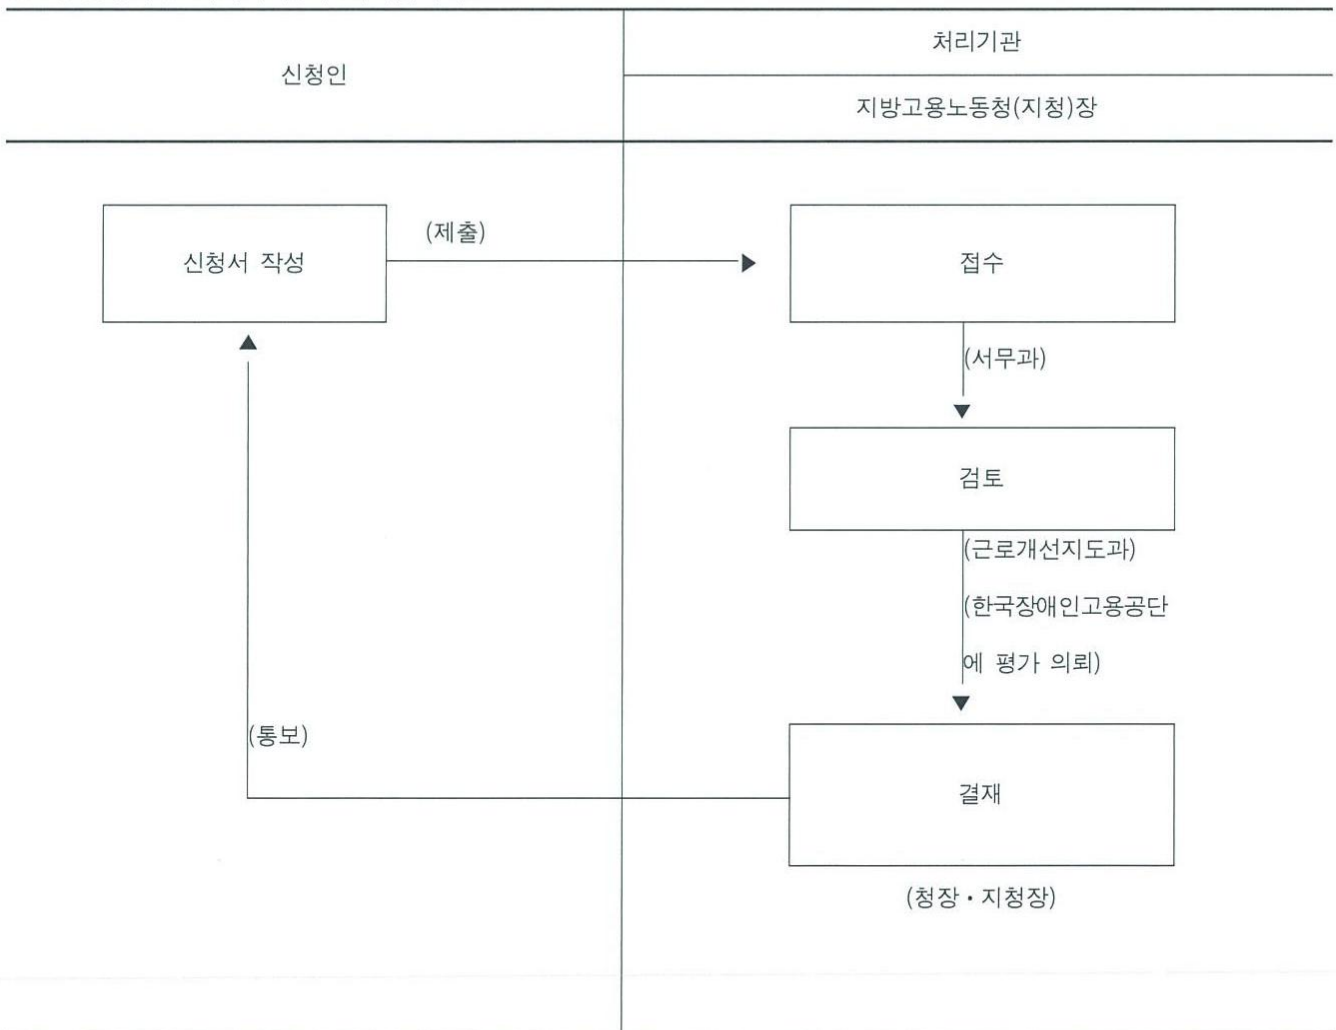 신청인
처리기관
지방고용노동청(지청)장
신청서 작성
(제출)
접수
(서무과)
검토
(근로개선지도과)
(한국장애인고용공단
에 평가 의뢰)
(통보)
결재
(청장・지청장)